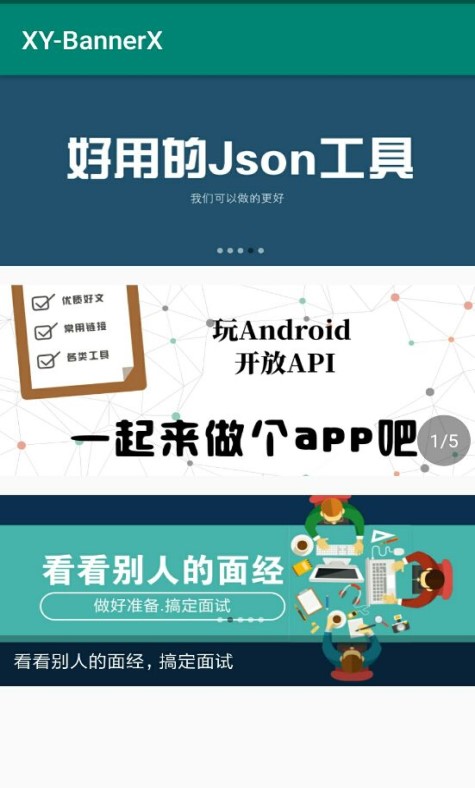 XY-BannerX
好用的Json工具
我们可以做的更好
优质好文
常用链接
各类工具
玩Android
开放API
一起来做个app吧
1/5
看看别人的面经
做好准备.搞定面试
看看别人的面经，搞定面试